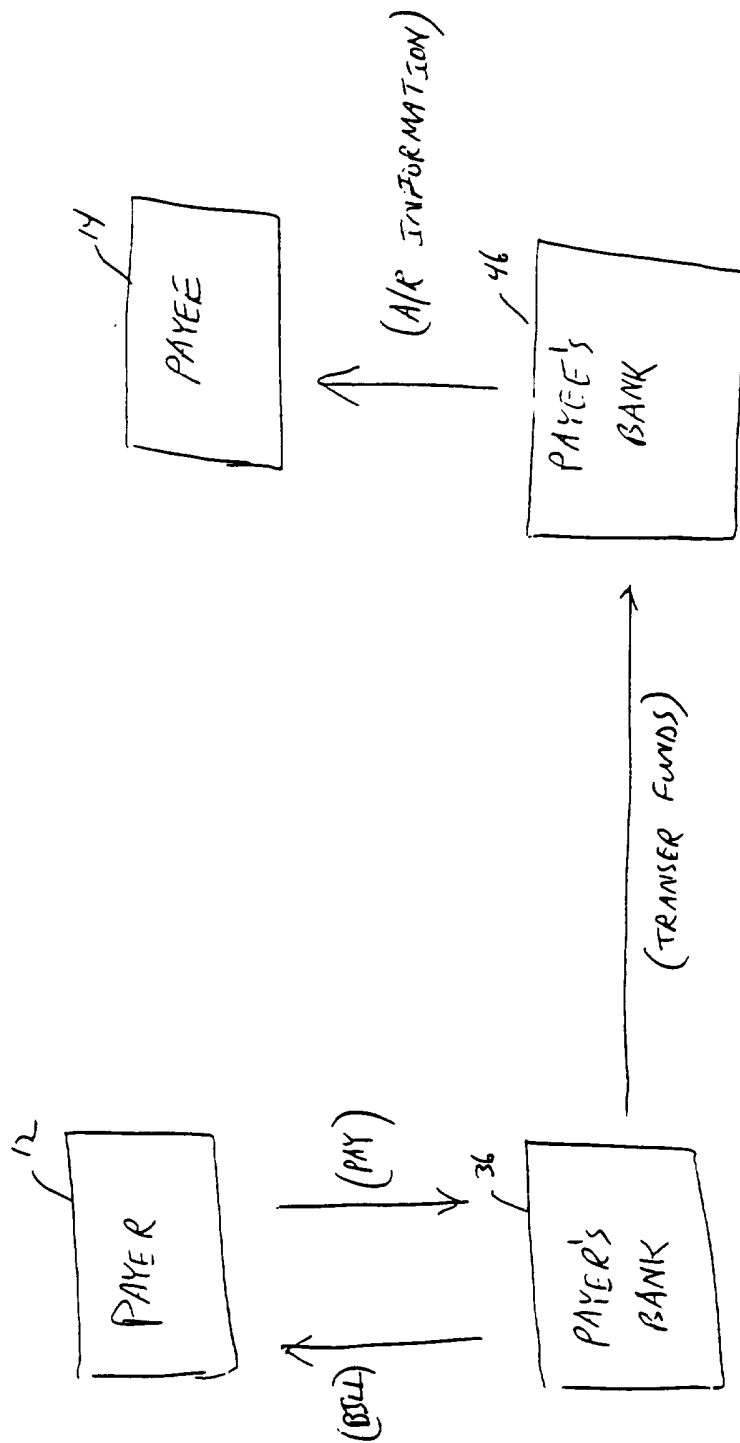 12
PAYER
14
PAYEE
(BILL)
(PAY)
(A/R INFORMATION)
36
PAYER'S
BANK
(TRANSER FUNDS)
46
PAYEE'S
BANK